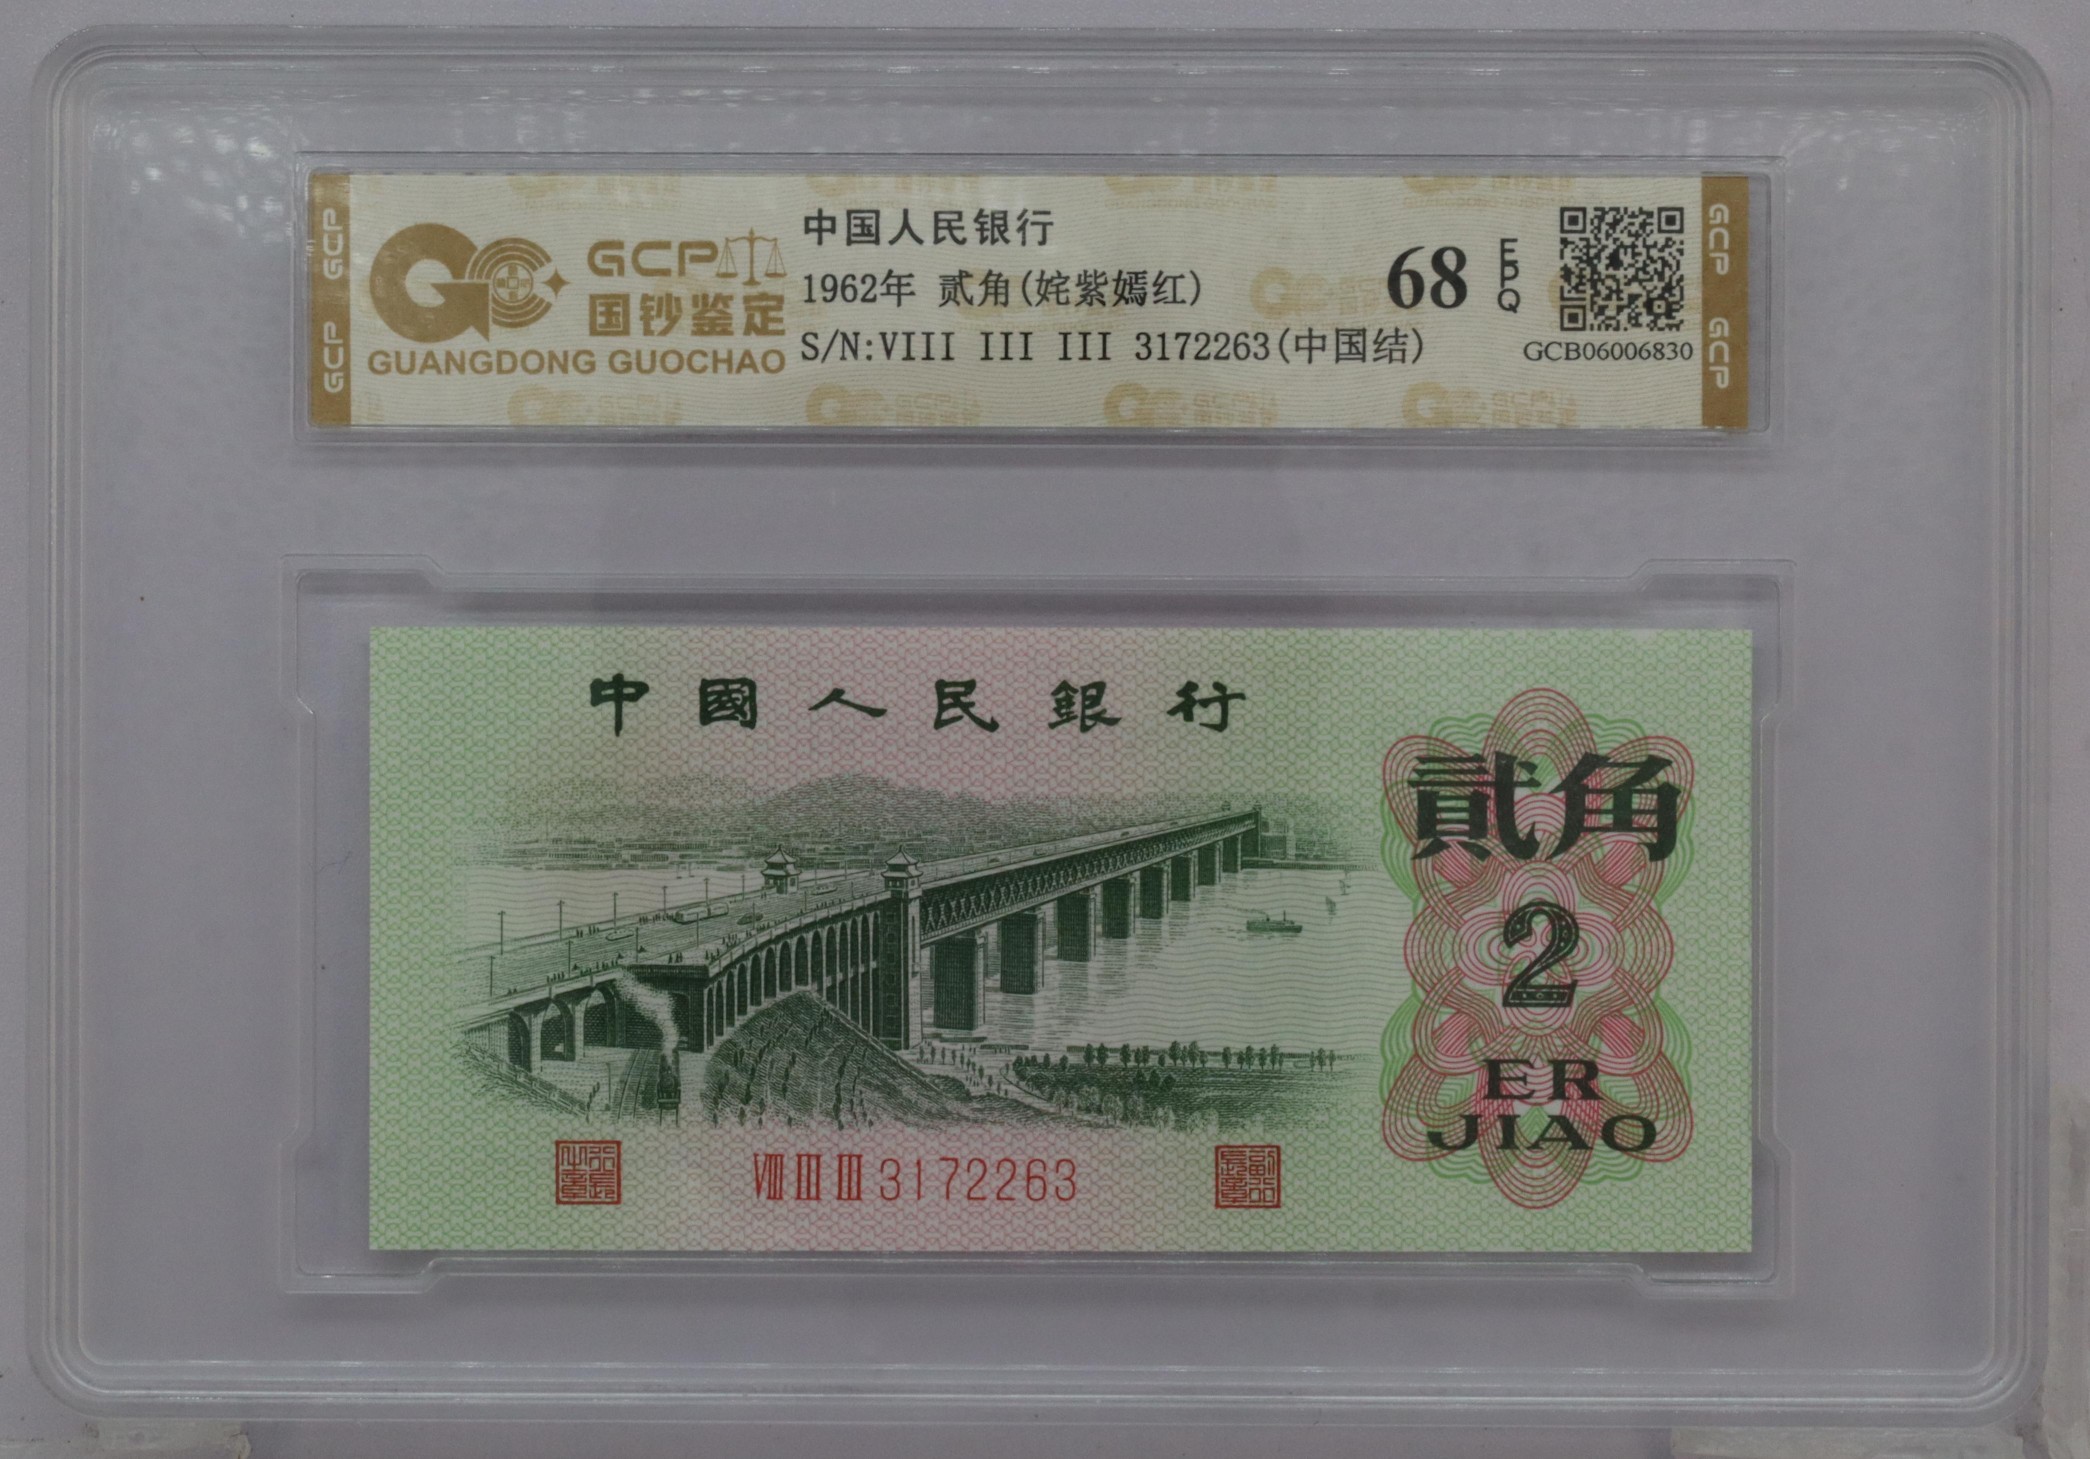 GCP
GCP
GCP
国钞鉴定
GUANGDONG GUOCHAO
中国人民银行
1962年 贰角(姹紫嫣红)
S/N:VIII III III 3172263(中国结)
68
EPQ
GCB06006830
GCP
GCP
中國人民銀行
貳角
2
ER
JIAO
VIII III III 3172263